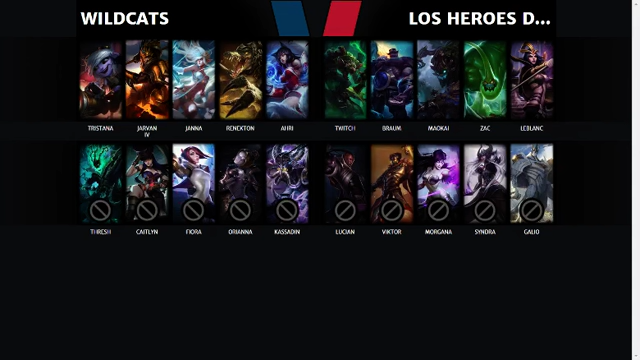 WILDCATS
LOS HEROES D...
TRISTANA JARVAN IV JANNA RENEKTON AHRI TWITCH BRAUM MAOKAI ZAC LEBLANC
THRESH CAITLYN FIORA ORIANNA KASSADIN LUCIAN VIKTOR MORGANA SYNDRA GALIO